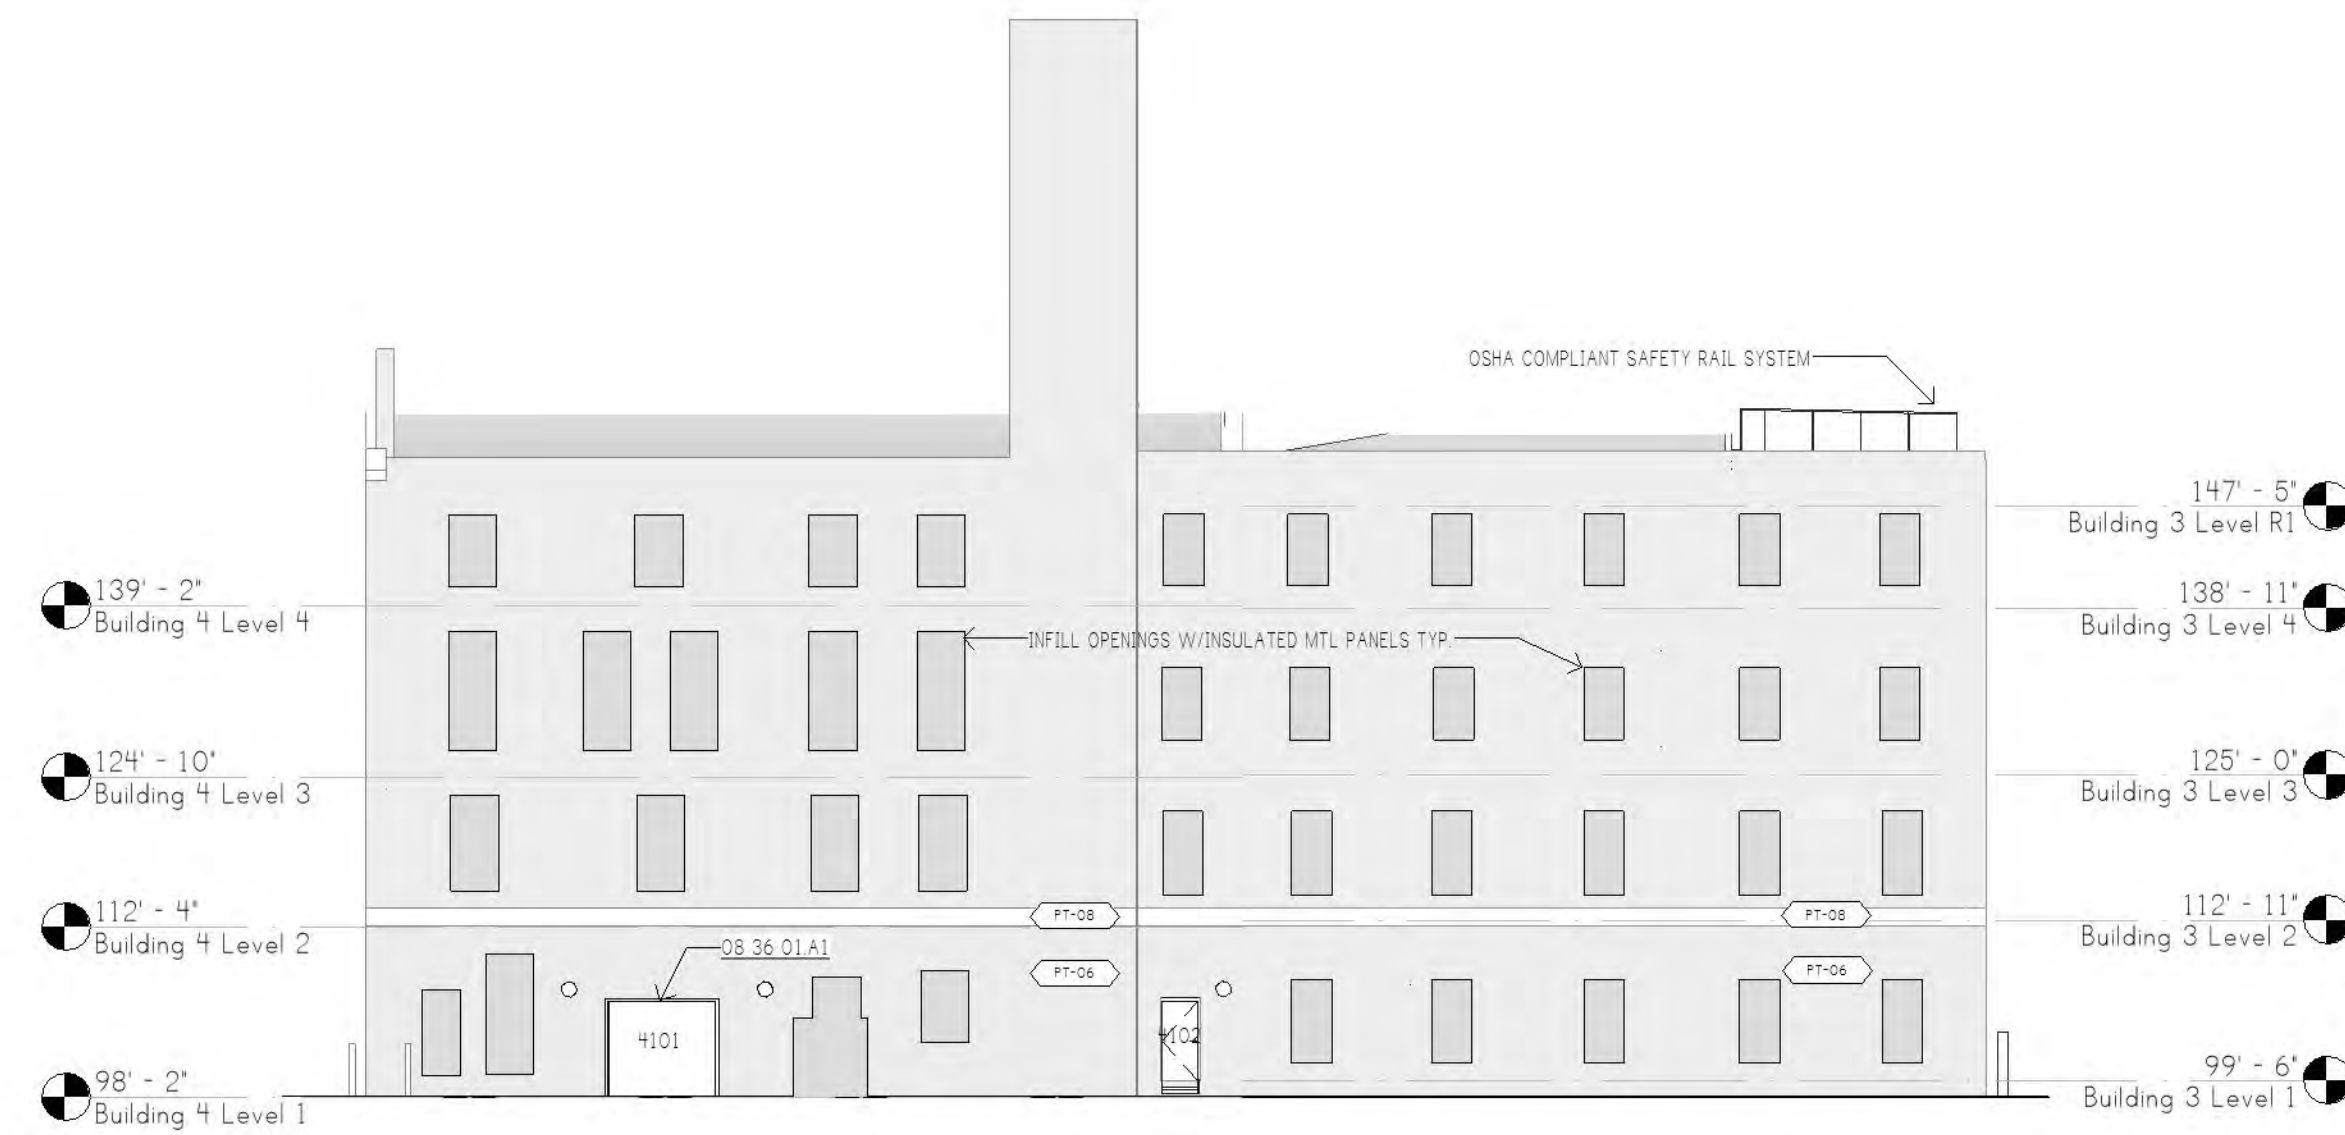 OSHA COMPLIANT SAFETY RAIL SYSTEM
147' - 5"
Building 3 Level R1
139' - 2"
Building 4 Level 4
138' - 11"
Building 3 Level 4
INFILL OPENINGS W/INSULATED MTL PANELS TYP.
124' - 10"
Building 4 Level 3
125' - 0"
Building 3 Level 3
112' - 4"
Building 4 Level 2
PT-08
PT-08
112' - 11"
Building 3 Level 2
08 36 01.A1
PT-06
PT-06
4101
4102
98' - 2"
Building 4 Level 1
99' - 6"
Building 3 Level 1